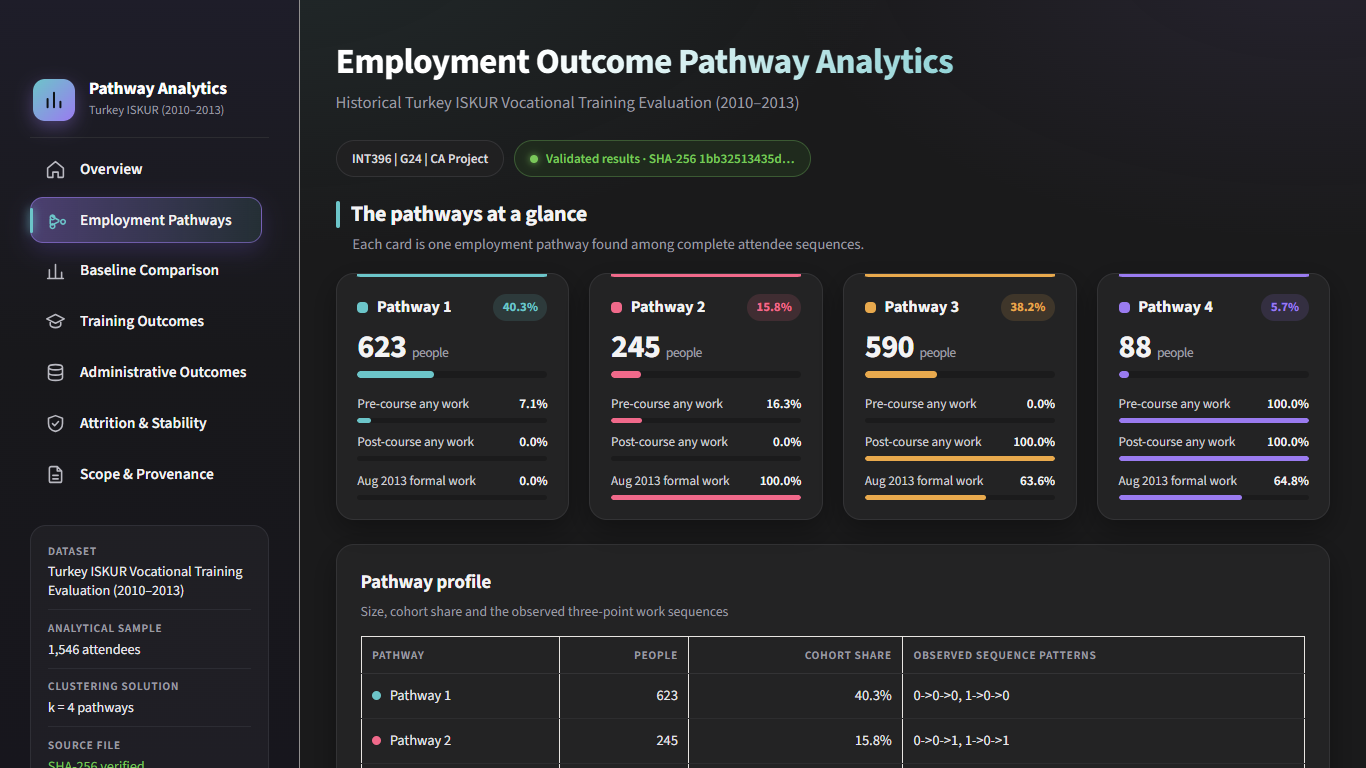 Pathway Analytics
Turkey ISKUR (2010–2013)
Overview
Employment Pathways
Baseline Comparison
Training Outcomes
Administrative Outcomes
Attrition & Stability
Scope & Provenance
DATASET
Turkey ISKUR Vocational Training
Evaluation (2010–2013)
ANALYTICAL SAMPLE
1,546 attendees
CLUSTERING SOLUTION
k = 4 pathways
SOURCE FILE
SHA-256 verified
Employment Outcome Pathway Analytics
Historical Turkey ISKUR Vocational Training Evaluation (2010–2013)
INT396 | G24 | CA Project
Validated results · SHA-256 1bb32513435d…
The pathways at a glance
Each card is one employment pathway found among complete attendee sequences.
Pathway 1 40.3%
623 people
Pre-course any work 7.1%
Post-course any work 0.0%
Aug 2013 formal work 0.0%
Pathway 2 15.8%
245 people
Pre-course any work 16.3%
Post-course any work 0.0%
Aug 2013 formal work 100.0%
Pathway 3 38.2%
590 people
Pre-course any work 0.0%
Post-course any work 100.0%
Aug 2013 formal work 63.6%
Pathway 4 5.7%
88 people
Pre-course any work 100.0%
Post-course any work 100.0%
Aug 2013 formal work 64.8%
Pathway profile
Size, cohort share and the observed three-point work sequences
PATHWAY PEOPLE COHORT SHARE OBSERVED SEQUENCE PATTERNS
Pathway 1 623 40.3% 0->0->0, 1->0->0
Pathway 2 245 15.8% 0->0->1, 1->0->1